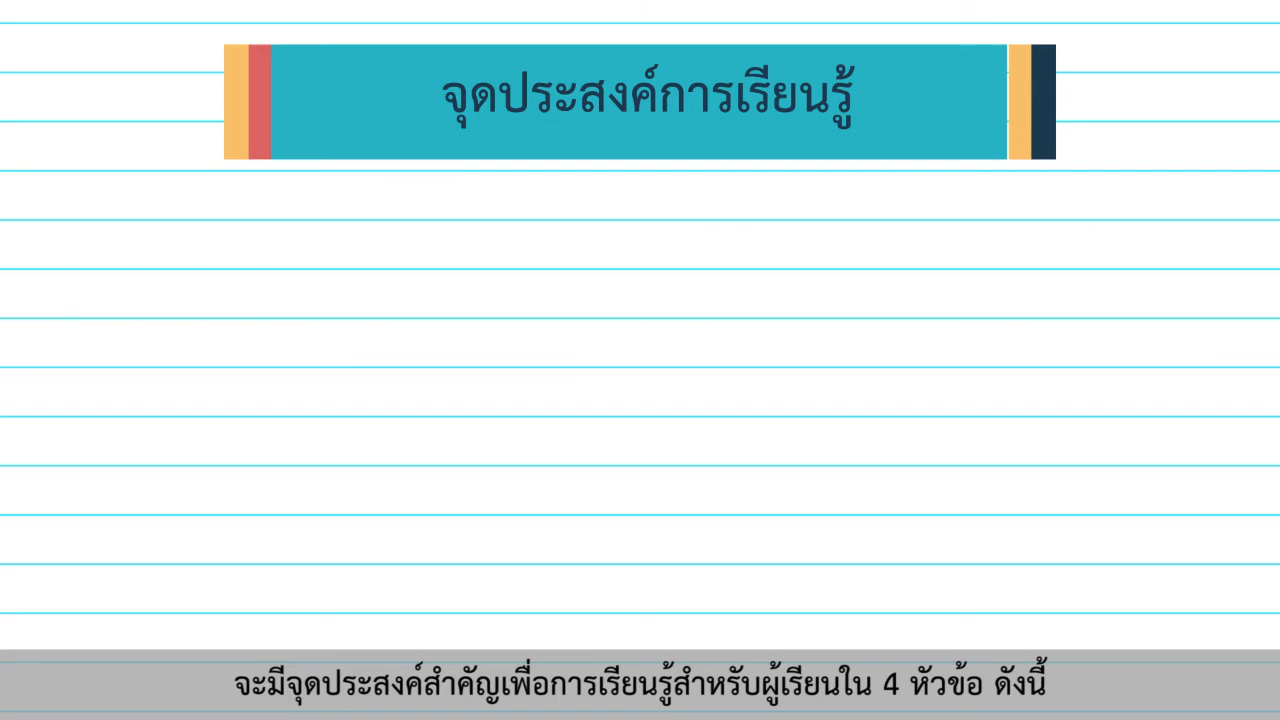 จุดประสงค์การเรียนรู้
จะมีจุดประสงค์สำคัญเพื่อการเรียนรู้สำหรับผู้เรียนใน 4 หัวข้อ ดังนี้